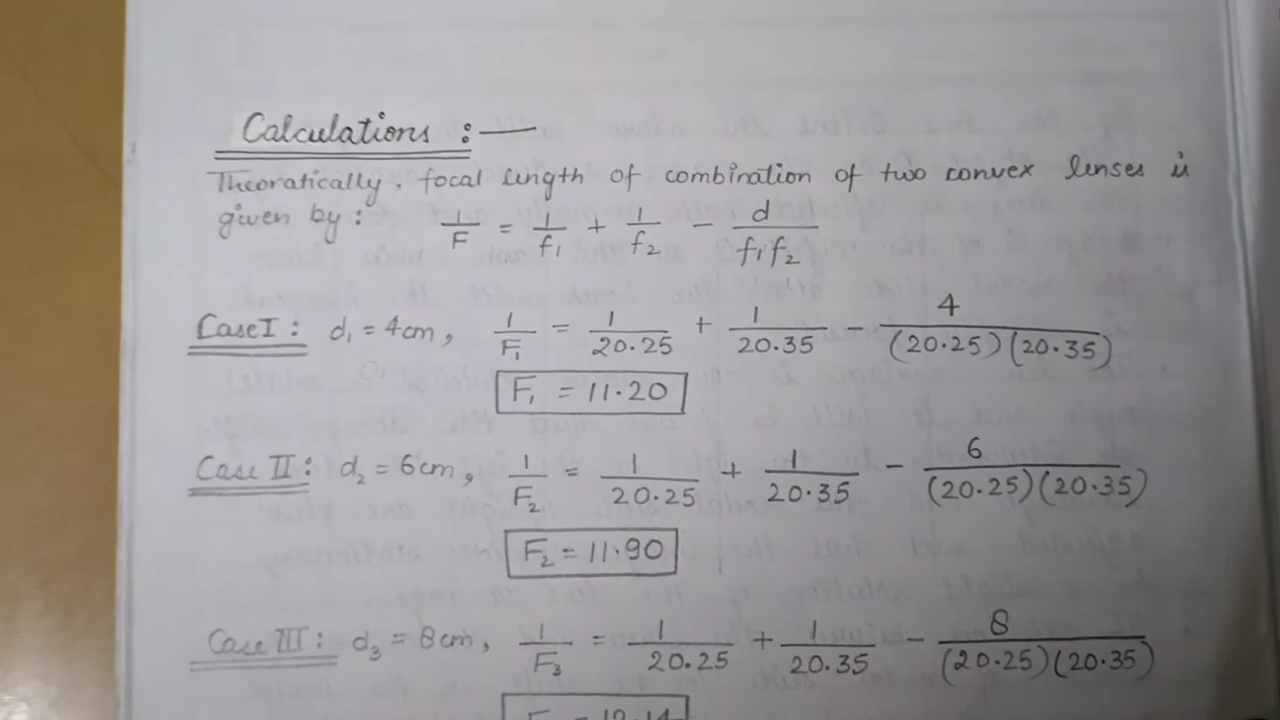 Calculations :—
Theoratically, focal length of combination of two convex lenses is
given by : 1/F = 1/f₁ + 1/f₂ - d/f₁f₂
Case I : d₁ = 4cm, 1/F₁ = 1/20.25 + 1/20.35 - 4/(20.25)(20.35)
F₁ = 11.20
Case II : d₂ = 6cm, 1/F₂ = 1/20.25 + 1/20.35 - 6/(20.25)(20.35)
F₂ = 11.90
Case III : d₃ = 8cm, 1/F₃ = 1/20.25 + 1/20.35 - 8/(20.25)(20.35)